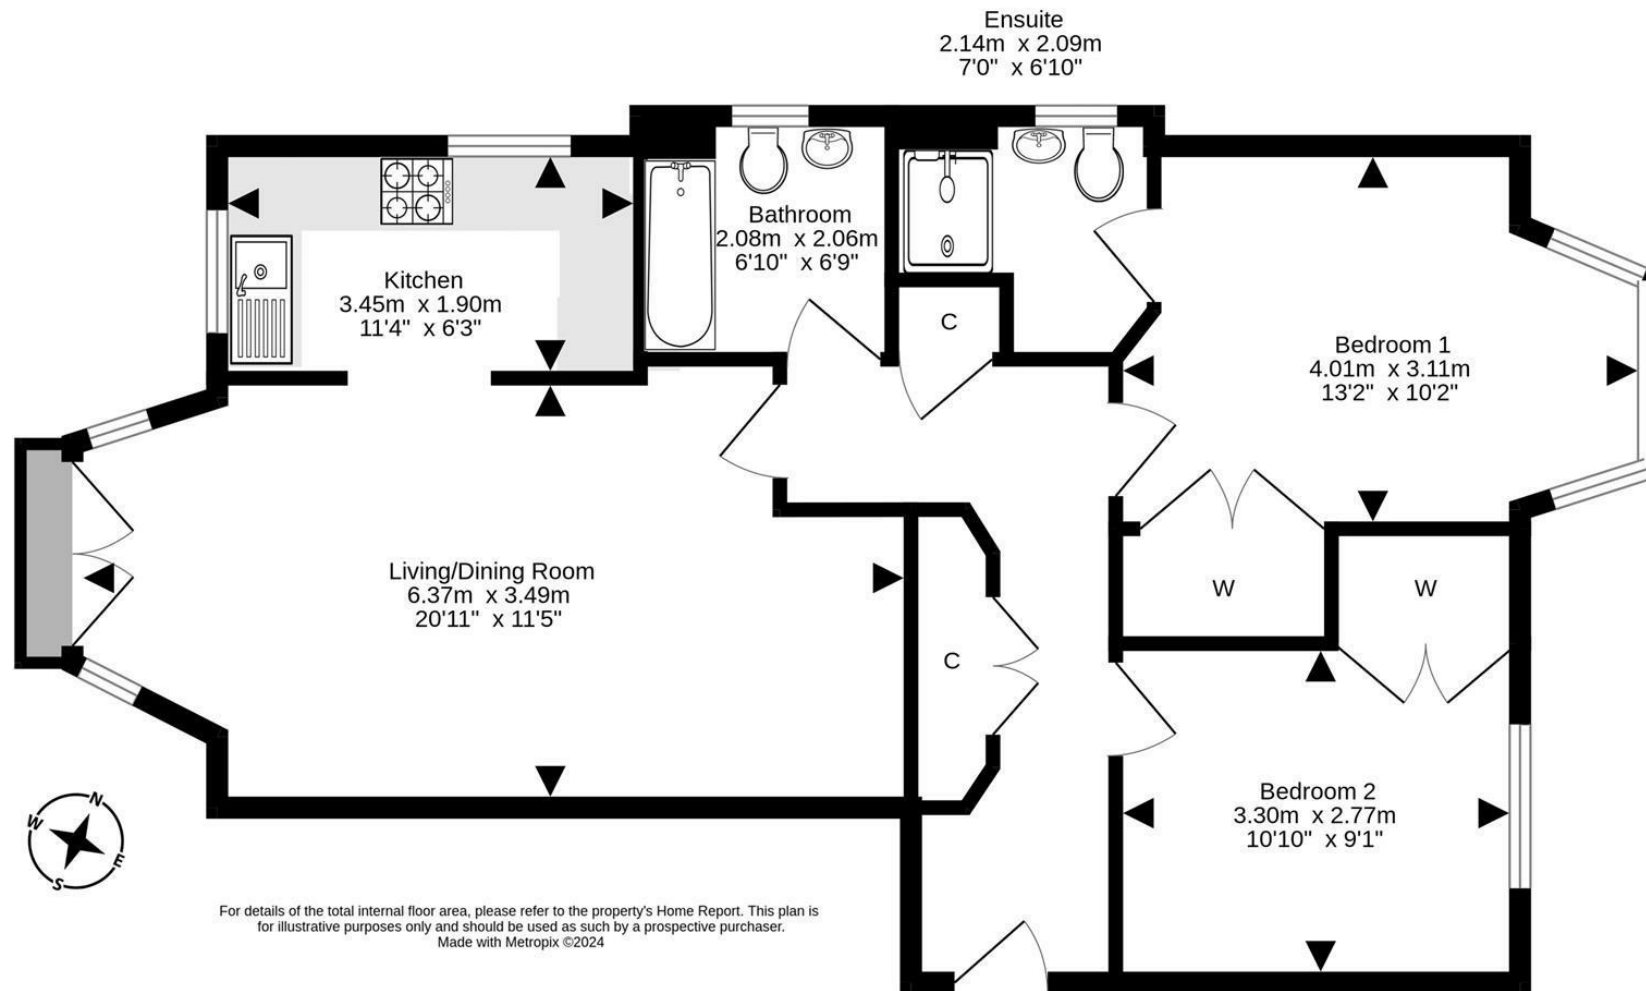 Ensuite
2.14m x 2.09m
7'0" x 6'10"
Bathroom
2.08m x 2.06m
6'10" x 6'9"
Kitchen
3.45m x 1.90m
11'4" x 6'3"
C
Bedroom 1
4.01m x 3.11m
13'2" x 10'2"
Living/Dining Room
6.37m x 3.49m
20'11" x 11'5"
W
W
C
Bedroom 2
3.30m x 2.77m
10'10" x 9'1"
N
W
E
S
For details of the total internal floor area, please refer to the property's Home Report. This plan is
for illustrative purposes only and should be used as such by a prospective purchaser.
Made with Metropix ©2024